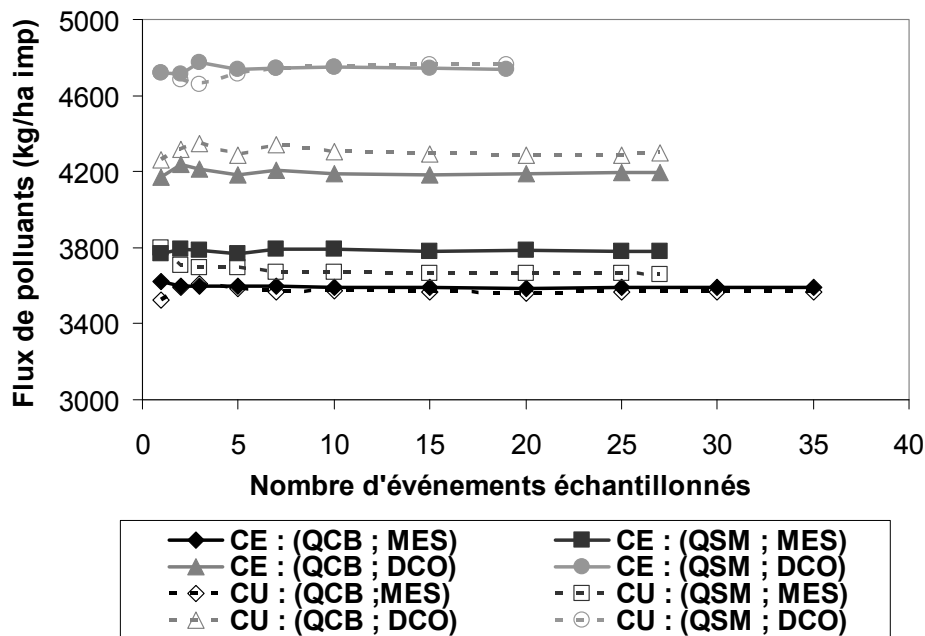 Flux de polluants (kg/ha imp)
5000
4600
4200
3800
3400
3000
0 5 10 15 20 25 30 35 40
Nombre d'événements échantillonnés
CE : (QCB ; MES) CE : (QSM ; MES)
CE : (QCB ; DCO) CE : (QSM ; DCO)
CU : (QCB ;MES) CU : (QSM ; MES)
CU : (QCB ; DCO) CU : (QSM ; DCO)